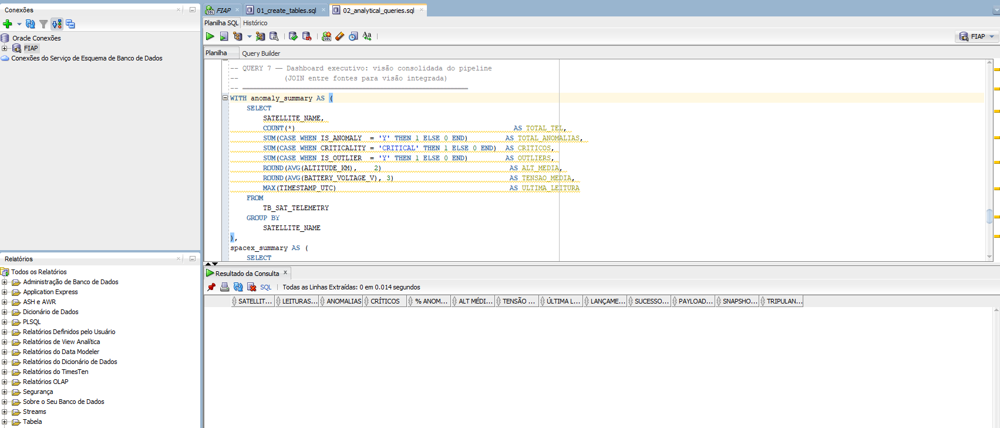 Conexões
Oracle Conexões
FIAP
Conexões do Serviço de Esquema de Banco de Dados
Relatórios
Todos os Relatórios
Administração de Banco de Dados
Application Express
ASH e AWR
Dicionário de Dados
PLSQL
Relatórios Definidos pelo Usuário
Relatórios de View Analítica
Relatórios do Data Modeler
Relatórios do Dicionário de Dados
Relatórios do TimesTen
Relatórios OLAP
Segurança
Sobre o Seu Banco de Dados
Streams
Tabela
FIAP 01_create_tables.sql 02_analytical_queries.sql
Planilha SQL Histórico
FIAP
Planilha Query Builder
-- QUERY 7 — Dashboard executivo: visão consolidada do pipeline
-- (JOIN entre fontes para visão integrada)
--
WITH anomaly_summary AS (
SELECT
SATELLITE_NAME,
COUNT(*) AS TOTAL_TEL,
SUM(CASE WHEN IS_ANOMALY = 'Y' THEN 1 ELSE 0 END) AS TOTAL_ANOMALIAS,
SUM(CASE WHEN CRITICALITY = 'CRITICAL' THEN 1 ELSE 0 END) AS CRITICOS,
SUM(CASE WHEN IS_OUTLIER = 'Y' THEN 1 ELSE 0 END) AS OUTLIERS,
ROUND(AVG(ALTITUDE_KM), 2) AS ALT_MEDIA,
ROUND(AVG(BATTERY_VOLTAGE_V), 3) AS TENSAO_MEDIA,
MAX(TIMESTAMP_UTC) AS ULTIMA_LEITURA
FROM
TB_SAT_TELEMETRY
GROUP BY
SATELLITE_NAME
),
spacex_summary AS (
SELECT
Resultado da Consulta
SQL Todas as Linhas Extraídas: 0 em 0.014 segundos
SATELLIT... LEITURAS... ANOMALIAS CRÍTICOS % ANOM... ALT MÉDI... TENSÃO ... ÚLTIMA L... LANÇAME... SUCESSO... PAYLOAD... SNAPSHO... TRIPULAN...